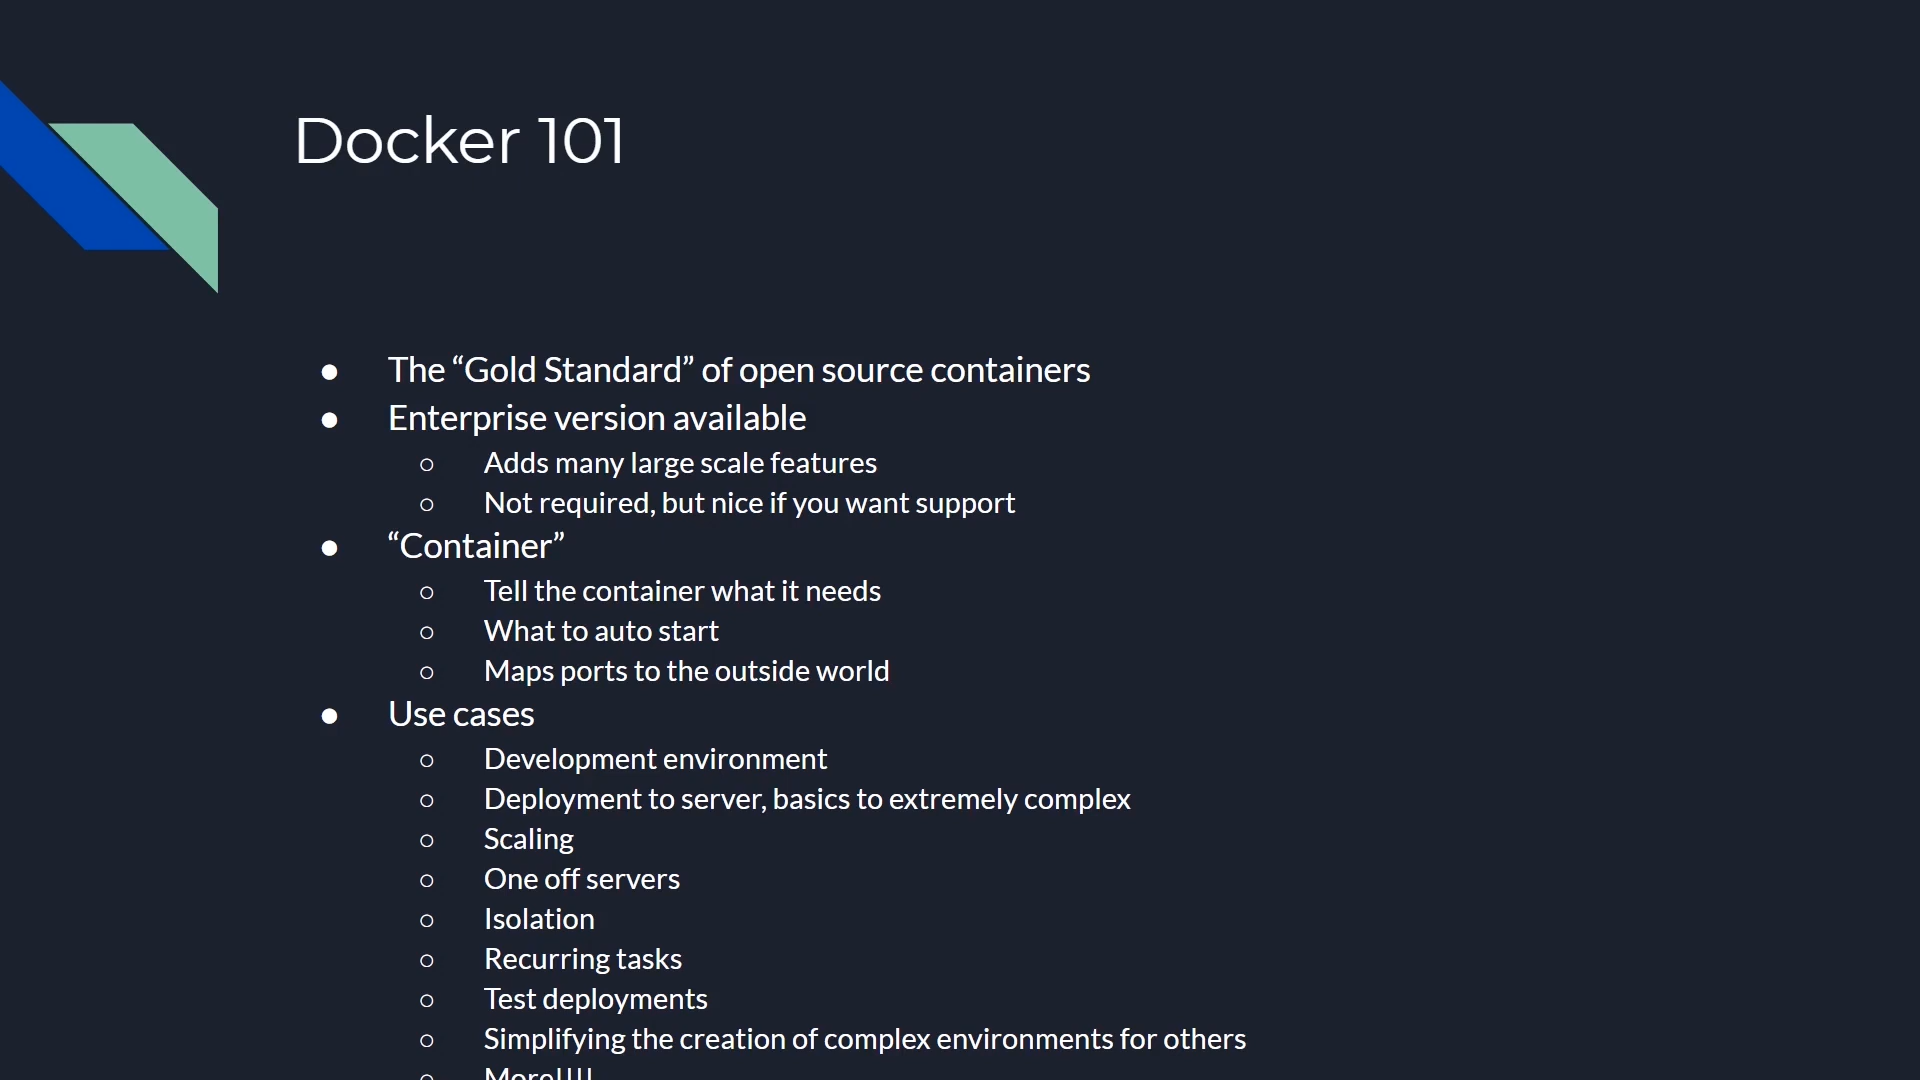 Docker 101
● The “Gold Standard” of open source containers
● Enterprise version available
○ Adds many large scale features
○ Not required, but nice if you want support
● “Container”
○ Tell the container what it needs
○ What to auto start
○ Maps ports to the outside world
● Use cases
○ Development environment
○ Deployment to server, basics to extremely complex
○ Scaling
○ One off servers
○ Isolation
○ Recurring tasks
○ Test deployments
○ Simplifying the creation of complex environments for others
○ More!!!!!